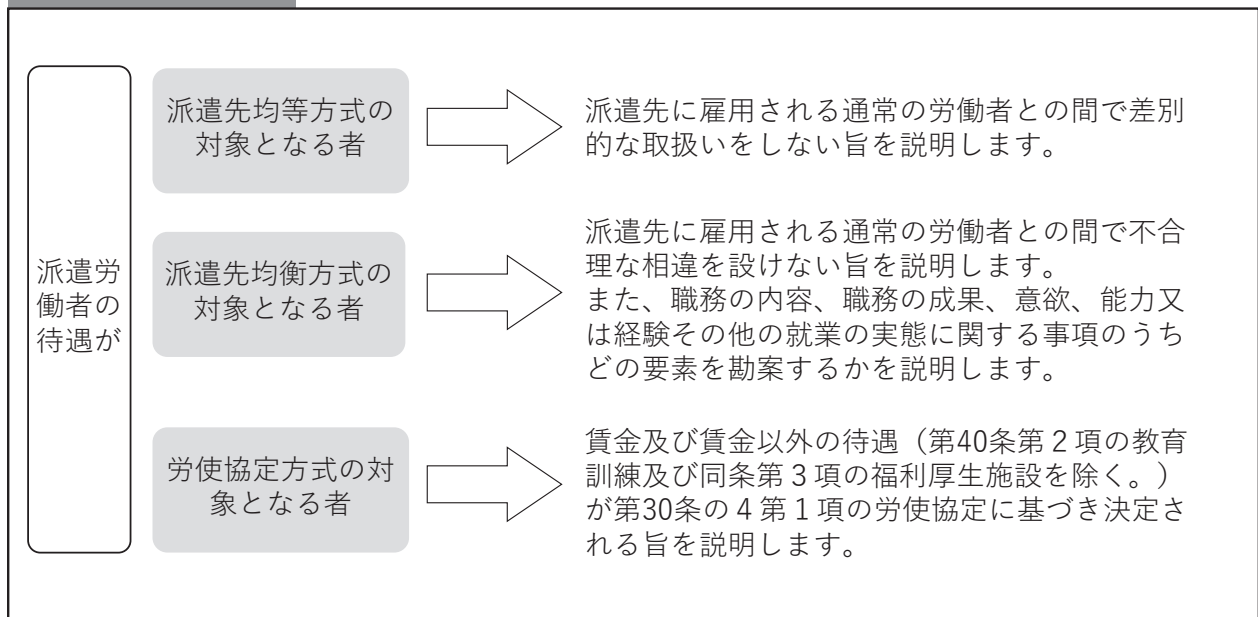 派遣労
働者の
待遇が
派遣先均等方式の
対象となる者
派遣先に雇用される通常の労働者との間で差別
的な取扱いをしない旨を説明します。
派遣先均衡方式の
対象となる者
派遣先に雇用される通常の労働者との間で不合
理な相違を設けない旨を説明します。
また、職務の内容、職務の成果、意欲、能力又
は経験その他の就業の実態に関する事項のうち
どの要素を勘案するかを説明します。
労使協定方式の対
象となる者
賃金及び賃金以外の待遇（第40条第２項の教育
訓練及び同条第３項の福利厚生施設を除く。）
が第30条の４第１項の労使協定に基づき決定さ
れる旨を説明します。